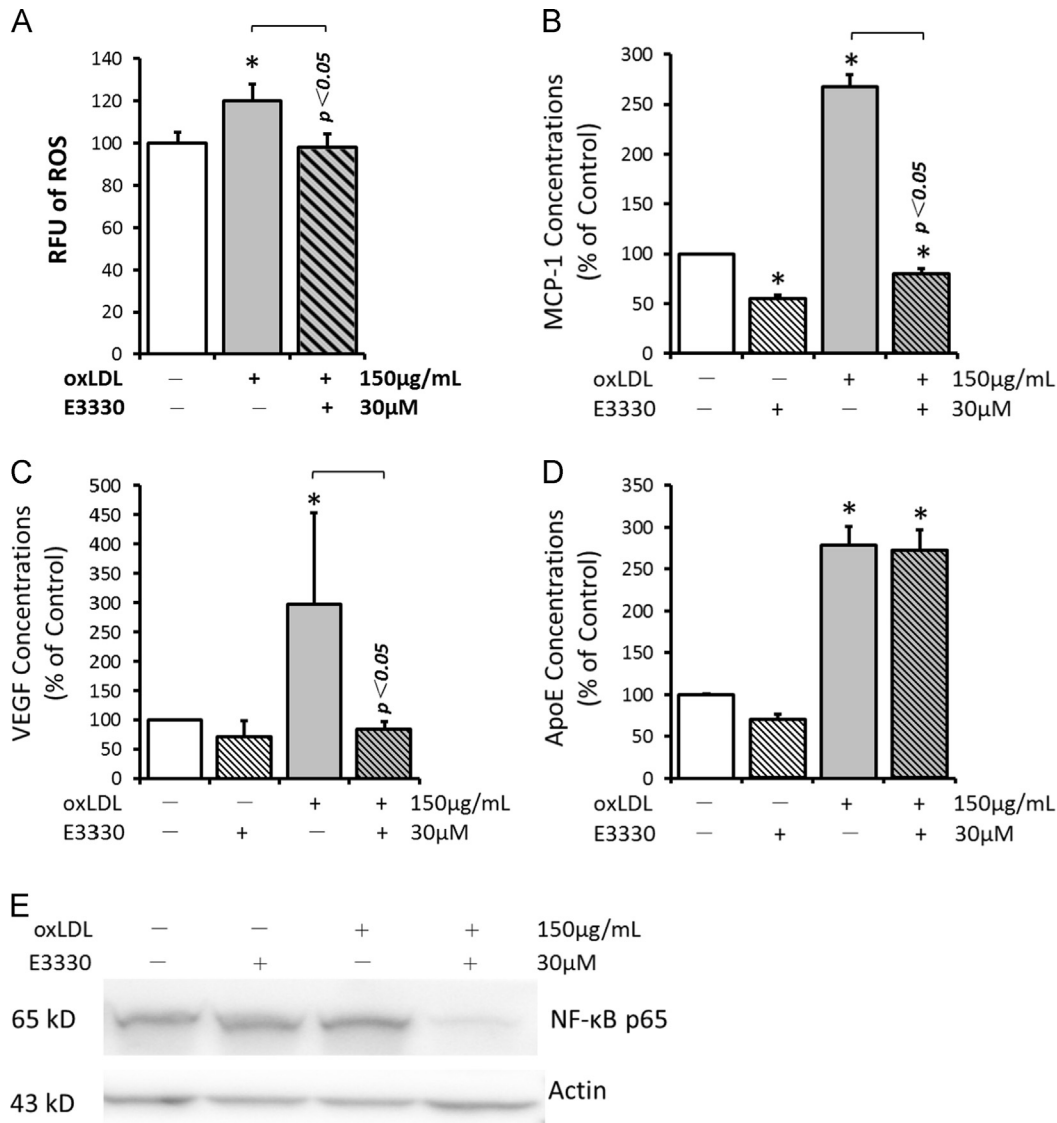 A
RFU of ROS
140
120
100
80
60
40
20
0
*
p<0.05
oxLDL – + + 150µg/mL
E3330 – – + 30µM
B
MCP-1 Concentrations
(% of Control)
300
250
200
150
100
50
0
*
*
p<0.05
*
oxLDL – – + + 150µg/mL
E3330 – + – + 30µM
C
VEGF Concentrations
(% of Control)
500
450
400
350
300
250
200
150
100
50
0
*
p<0.05
oxLDL – – + + 150µg/mL
E3330 – + – + 30µM
D
ApoE Concentrations
(% of Control)
350
300
250
200
150
100
50
0
* *
oxLDL – – + + 150µg/mL
E3330 – + – + 30µM
E
oxLDL – – + + 150µg/mL
E3330 – + – + 30µM
65 kD NF-κB p65
43 kD Actin